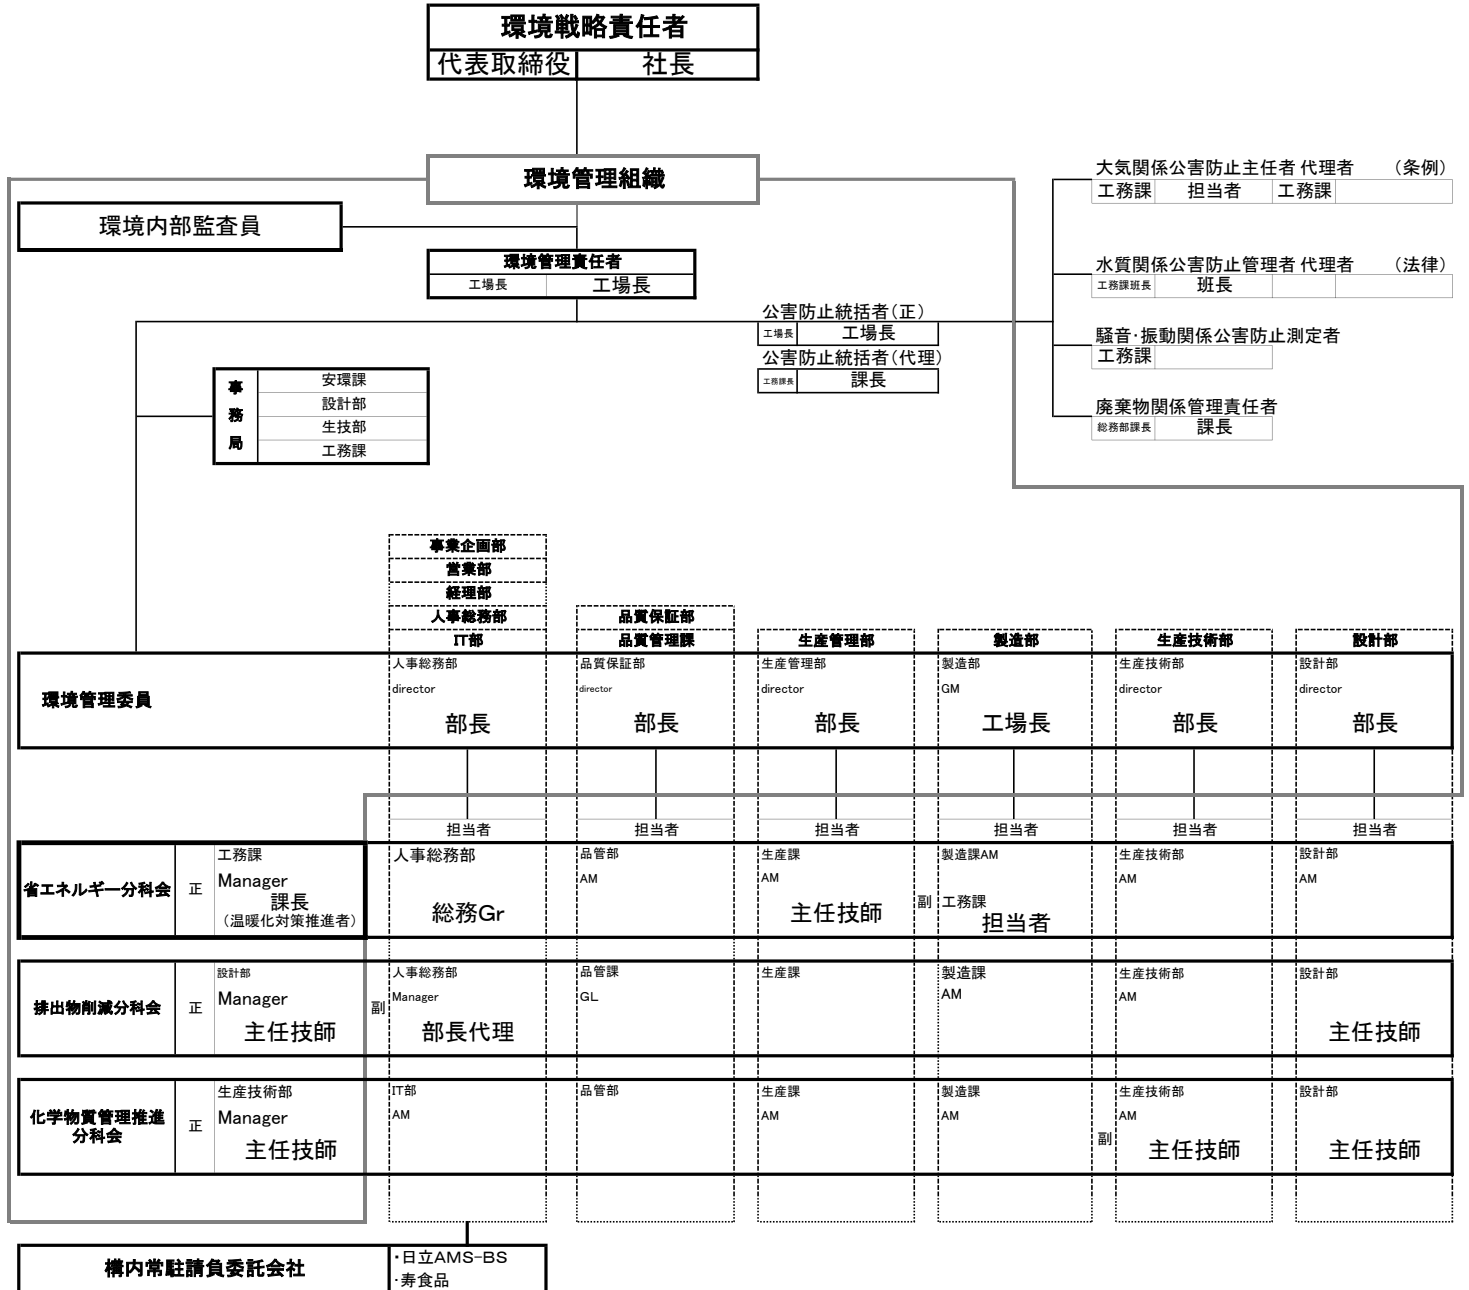 環境戦略責任者
代表取締役 社長
環境管理組織
環境内部監査員
環境管理責任者
工場長 工場長
大気関係公害防止主任者 代理者 (条例)
工務課 担当者 工務課
水質関係公害防止管理者 代理者 (法律)
工務課班長 班長
公害防止統括者(正)
工場長 工場長
公害防止統括者(代理)
工務課長 課長
騒音・振動関係公害防止測定者
工務課
廃棄物関係管理責任者
総務部課長 課長
事務局
安環課
設計部
生技部
工務課
事業企画部
営業部
経理部
人事総務部 品質保証部
IT部 品質管理課 生産管理部 製造部 生産技術部 設計部
環境管理委員
人事総務部 品質保証部 生産管理部 製造部 生産技術部 設計部
director director director GM director director
部長 部長 部長 工場長 部長 部長
担当者 担当者 担当者 担当者 担当者 担当者
省エネルギー分科会 正
工務課 人事総務部 品管部 生産課 製造課AM 生産技術部 設計部
Manager AM AM AM AM
課長 総務Gr 主任技師 副 工務課
(温暖化対策推進者) 担当者
排出物削減分科会 正 副
設計部 人事総務部 品管課 生産課 製造課 生産技術部 設計部
Manager Manager GL AM AM
主任技師 部長代理 主任技師
化学物質管理推進
分科会
正
生産技術部 IT部 品管部 生産課 製造課 生産技術部 設計部
Manager AM AM AM AM
主任技師 副 主任技師 主任技師
構内常駐請負委託会社
・日立AMS-BS
・寿食品